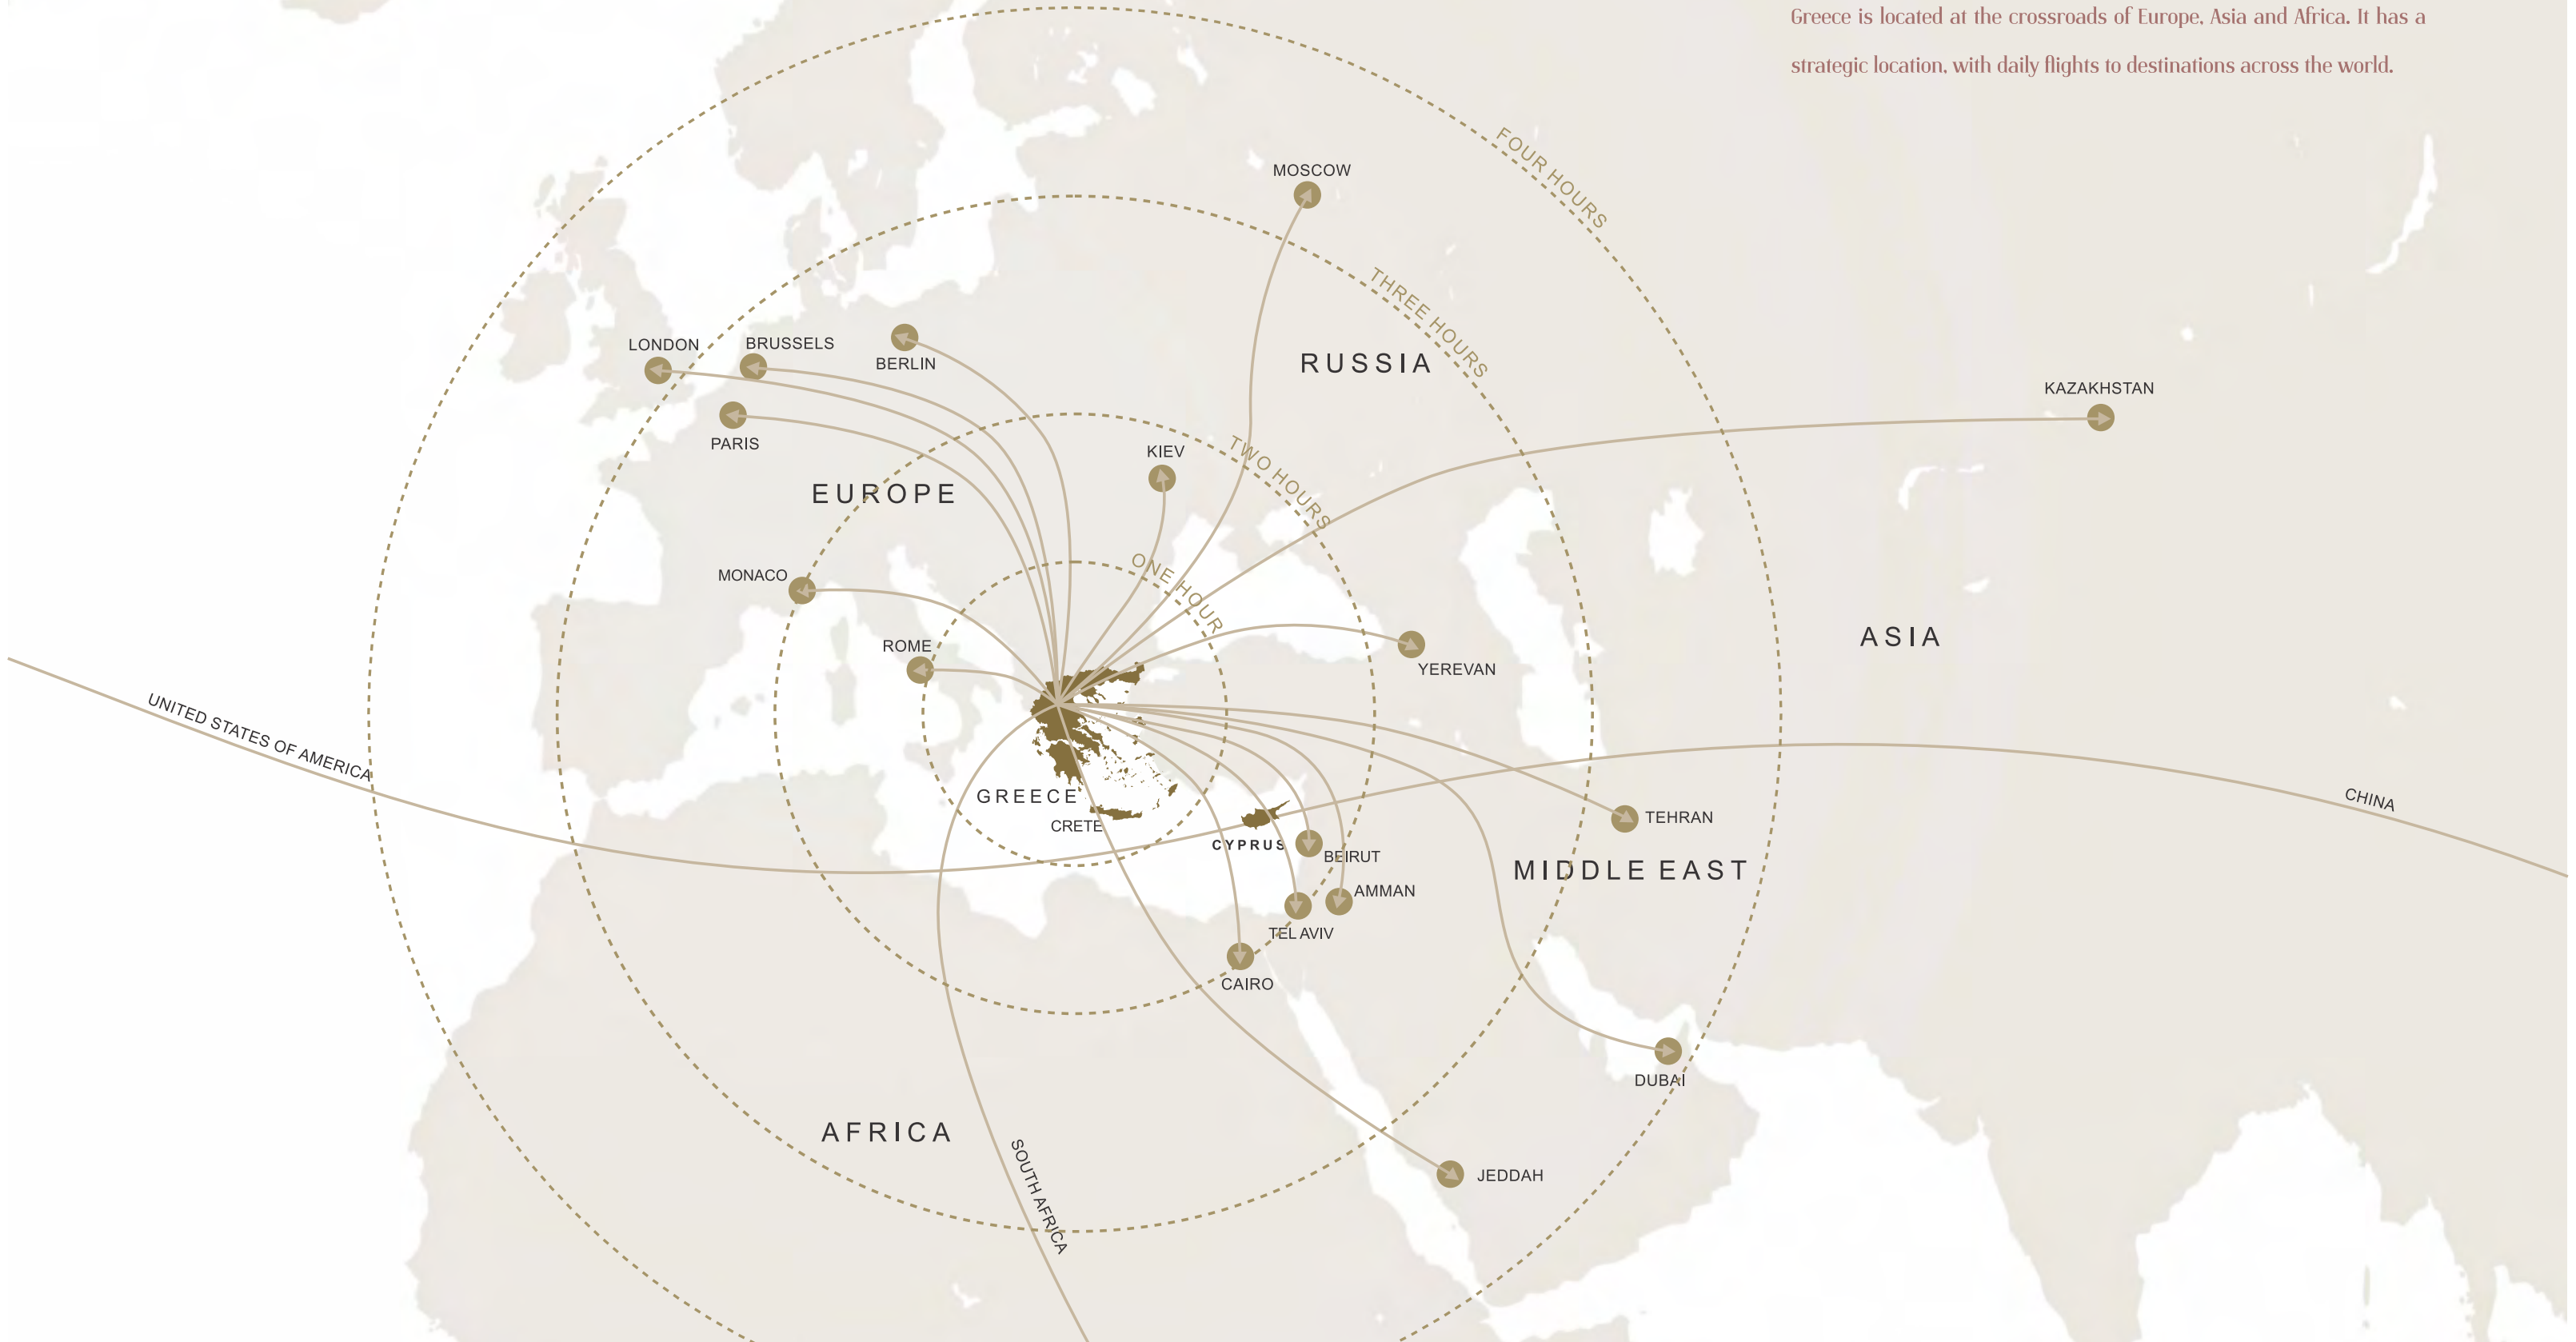 Greece is located at the crossroads of Europe, Asia and Africa. It has a
strategic location, with daily flights to destinations across the world.
FOUR HOURS
MOSCOW
THREE HOURS
RUSSIA
LONDON
BRUSSELS
BERLIN
KAZAKHSTAN
PARIS
KIEV
TWO HOURS
EUROPE
ONE HOUR
MONACO
ROME
ASIA
YEREVAN
UNITED STATES OF AMERICA
GREECE
CRETE
CHINA
TEHRAN
CYPRUS
BEIRUT
MIDDLE EAST
AMMAN
TEL AVIV
CAIRO
DUBAI
AFRICA
SOUTH AFRICA
JEDDAH